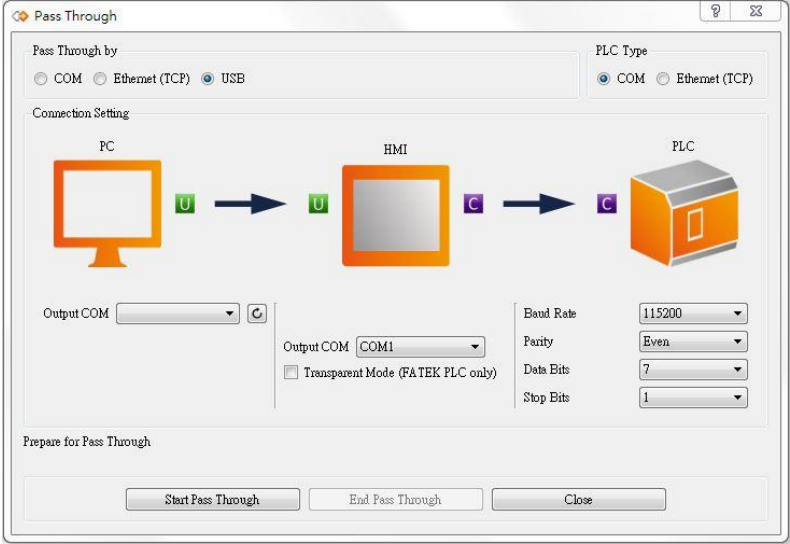 Pass Through
Pass Through by
COM Ethernet (TCP) USB
PLC Type
COM Ethernet (TCP)
Connection Setting
PC
HMI
PLC
U
U
C
C
Output COM
Output COM COM1
Transparent Mode (FATEK PLC only)
Baud Rate 115200
Parity Even
Data Bits 7
Stop Bits 1
Prepare for Pass Through
Start Pass Through End Pass Through Close